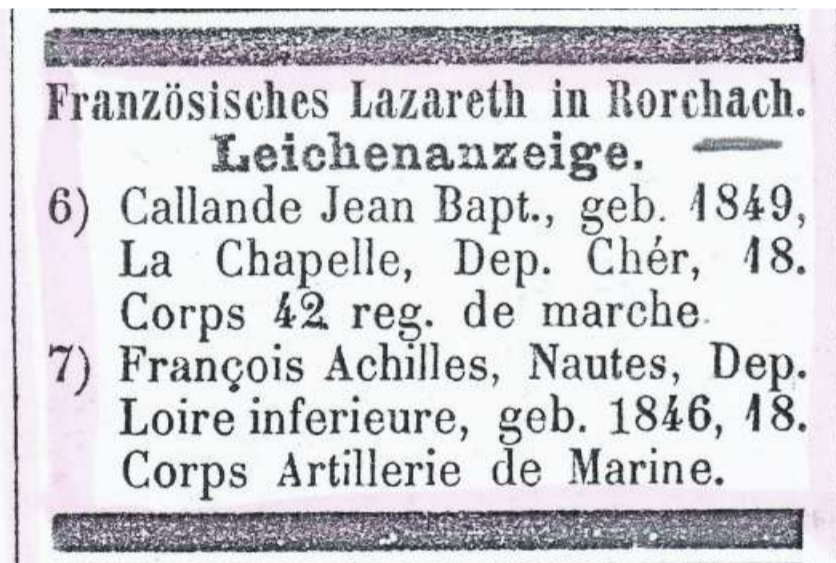 Französisches Lazareth in Rorchach.
Leichenanzeige.
6) Callande Jean Bapt., geb. 1849,
La Chapelle, Dep. Chér, 18.
Corps 42 reg. de marche.
7) François Achilles, Nautes, Dep.
Loire inferieure, geb. 1846, 18.
Corps Artillerie de Marine.